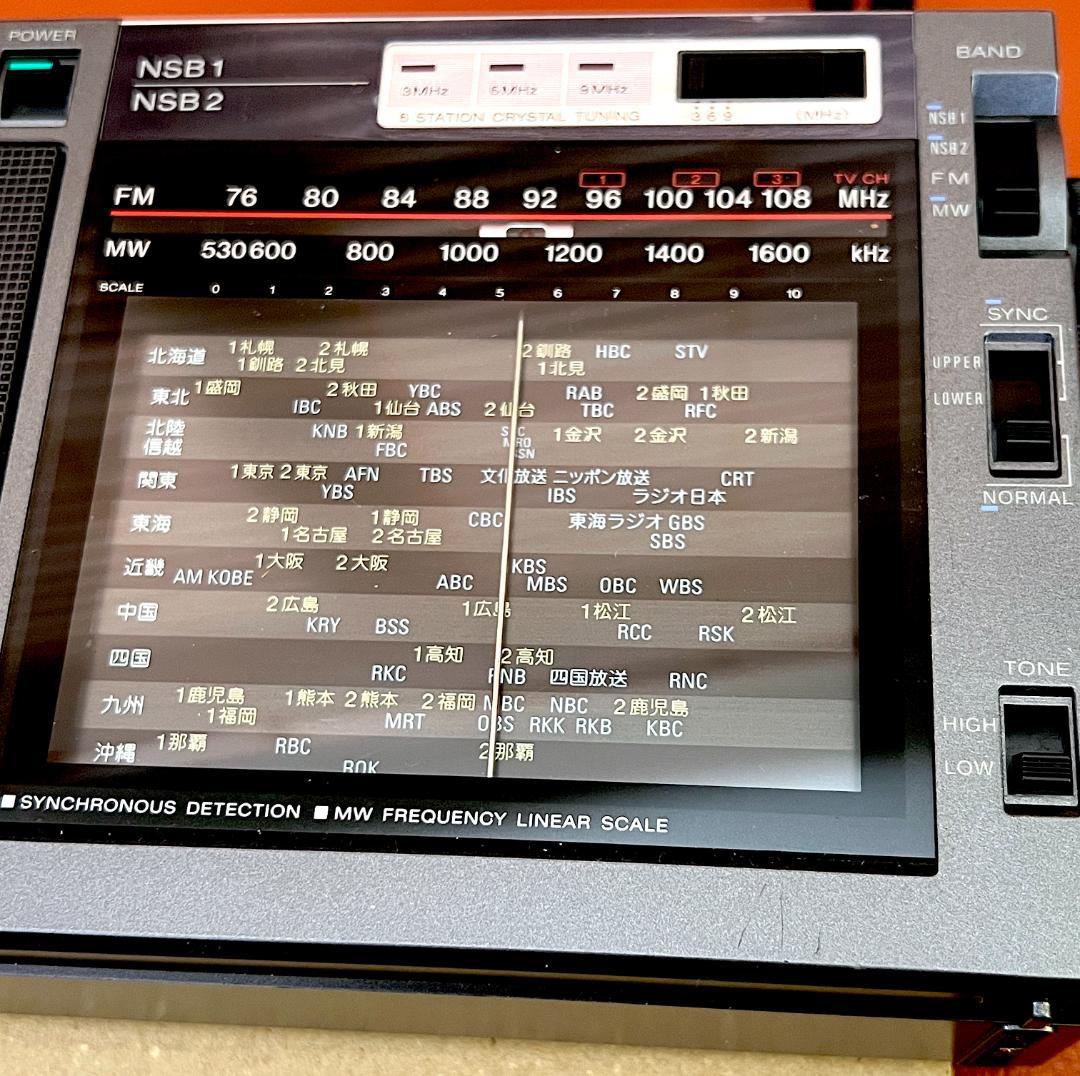 POWER
NSB 1
NSB 2
3MHz 6MHz 9MHz
6 STATION CRYSTAL TUNING
3 6 9 (MHz)
BAND
NSB 1
NSB 2
FM
MW
1 2 3 TV CH
FM 76 80 84 88 92 96 100 104 108 MHz
MW 530 600 800 1000 1200 1400 1600 kHz
SCALE 0 1 2 3 4 5 6 7 8 9 10
北海道 1札幌 2札幌 2釧路 HBC STV
1釧路 2北見 1北見
東北 1盛岡 2秋田 YBC RAB 2盛岡 1秋田
IBC 1仙台 ABS 2仙台 TBC RFC
北陸 KNB 1新潟 1金沢 2金沢 2新潟
信越 FBC
関東 1東京 2東京 AFN TBS 文化放送 ニッポン放送 CRT
YBS IBS ラジオ日本
東海 2静岡 1静岡 CBC 東海ラジオ GBS
1名古屋 2名古屋 SBS
近畿 1大阪 2大阪 KBS
AM KOBE ABC MBS OBC WBS
中国 2広島 1広島 1松江 2松江
KRY BSS RCC RSK
四国 1高知 2高知
RKC RNB 四国放送 RNC
九州 1鹿児島 1熊本 2熊本 2福岡 NBC NBC 2鹿児島
1福岡 MRT OBS RKK RKB KBC
沖縄 1那覇 RBC 2那覇
ROK
SYNC
UPPER
LOWER
NORMAL
TONE
HIGH
LOW
■SYNCHRONOUS DETECTION ■MW FREQUENCY LINEAR SCALE